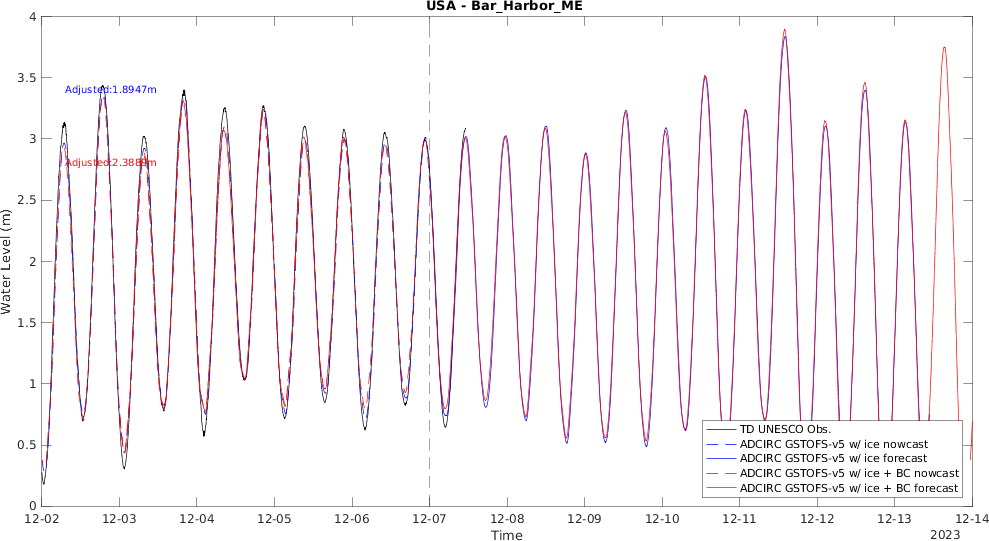 USA - Bar_Harbor_ME
4
3.5
3
2.5
2
1.5
1
0.5
0
Water Level (m)
Adjusted:1.8947m
Adjusted:2.3889m
TD UNESCO Obs.
ADCIRC GSTOFS-v5 w/ ice nowcast
ADCIRC GSTOFS-v5 w/ ice forecast
ADCIRC GSTOFS-v5 w/ ice + BC nowcast
ADCIRC GSTOFS-v5 w/ ice + BC forecast
12-02 12-03 12-04 12-05 12-06 12-07 12-08 12-09 12-10 12-11 12-12 12-13 12-14
Time
2023